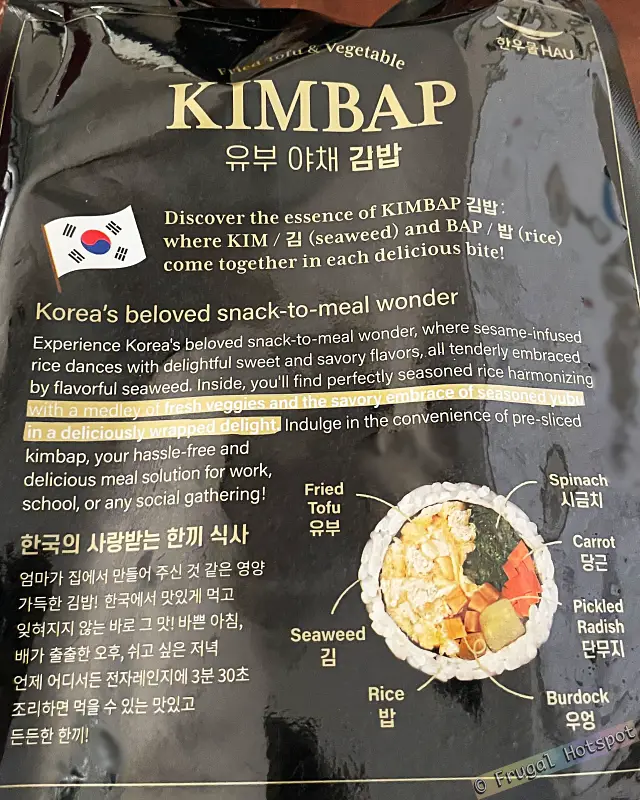 한우물 HAU
Fried Tofu & Vegetable
KIMBAP
유부 야채 김밥
Discover the essence of KIMBAP 김밥:
where KIM / 김 (seaweed) and BAP / 밥 (rice)
come together in each delicious bite!
Korea's beloved snack-to-meal wonder
Experience Korea's beloved snack-to-meal wonder, where sesame-infused
rice dances with delightful sweet and savory flavors, all tenderly embraced
by flavorful seaweed. Inside, you'll find perfectly seasoned rice harmonizing
with a medley of fresh veggies and the savory embrace of seasoned yubu
in a deliciously wrapped delight. Indulge in the convenience of pre-sliced
kimbap, your hassle-free and
delicious meal solution for work,
school, or any social gathering!
한국의 사랑받는 한끼 식사
엄마가 집에서 만들어 주신 것 같은 영양
가득한 김밥! 한국에서 맛있게 먹고
잊혀지지 않는 바로 그 맛! 바쁜 아침,
배가 출출한 오후, 쉬고 싶은 저녁
언제 어디서든 전자레인지에 3분 30초
조리하면 먹을 수 있는 맛있고
든든한 한끼!
Fried
Tofu
유부
Spinach
시금치
Carrot
당근
Pickled
Radish
단무지
Seaweed
김
Rice
밥
Burdock
우엉
© Frugal Hotspot